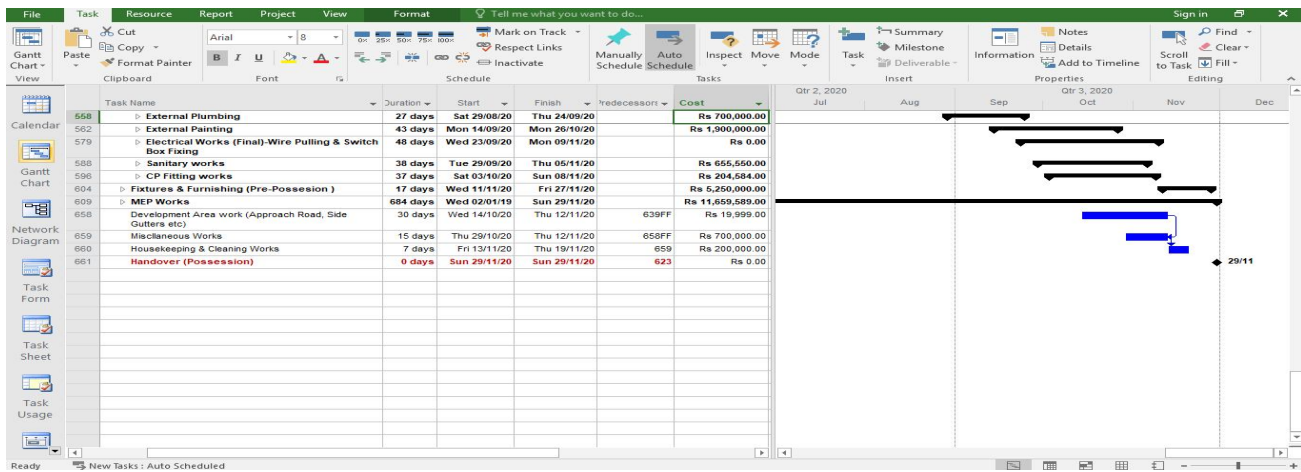 File Task Resource Report Project View Format Tell me what you want to do... Sign in
Gantt Chart
View
Paste
Cut
Copy
Format Painter
Clipboard
Arial 8
B I U A
Font
0% 25% 50% 75% 100%
Mark on Track
Respect Links
Inactivate
Schedule
Manually Schedule
Auto Schedule
Inspect
Move
Mode
Tasks
Task
Summary
Milestone
Deliverable
Insert
Information
Notes
Details
Add to Timeline
Properties
Scroll to Task
Find
Clear
Fill
Editing
Calendar
Gantt Chart
Network Diagram
Task Form
Task Sheet
Task Usage
Task Name Duration Start Finish Predecessors Cost
558 External Plumbing 27 days Sat 29/08/20 Thu 24/09/20 Rs 700,000.00
562 External Painting 43 days Mon 14/09/20 Mon 26/10/20 Rs 1,900,000.00
579 Electrical Works (Final)-Wire Pulling & Switch 48 days Wed 23/09/20 Mon 09/11/20 Rs 0.00
Box Fixing
588 Sanitary works 38 days Tue 29/09/20 Thu 05/11/20 Rs 655,550.00
596 CP Fitting works 37 days Sat 03/10/20 Sun 08/11/20 Rs 204,584.00
604 Fixtures & Furnishing (Pre-Possesion ) 17 days Wed 11/11/20 Fri 27/11/20 Rs 5,250,000.00
609 MEP Works 684 days Wed 02/01/19 Sun 29/11/20 Rs 11,659,589.00
658 Development Area work (Approach Road, Side 30 days Wed 14/10/20 Thu 12/11/20 639FF Rs 19,999.00
Gutters etc)
659 Miscllaneous Works 15 days Thu 29/10/20 Thu 12/11/20 658FF Rs 700,000.00
660 Housekeeping & Cleaning Works 7 days Fri 13/11/20 Thu 19/11/20 659 Rs 200,000.00
661 Handover (Possession) 0 days Sun 29/11/20 Sun 29/11/20 623 Rs 0.00
Qtr 2, 2020 Qtr 3, 2020
Jul Aug Sep Oct Nov Dec
29/11
Ready New Tasks : Auto Scheduled